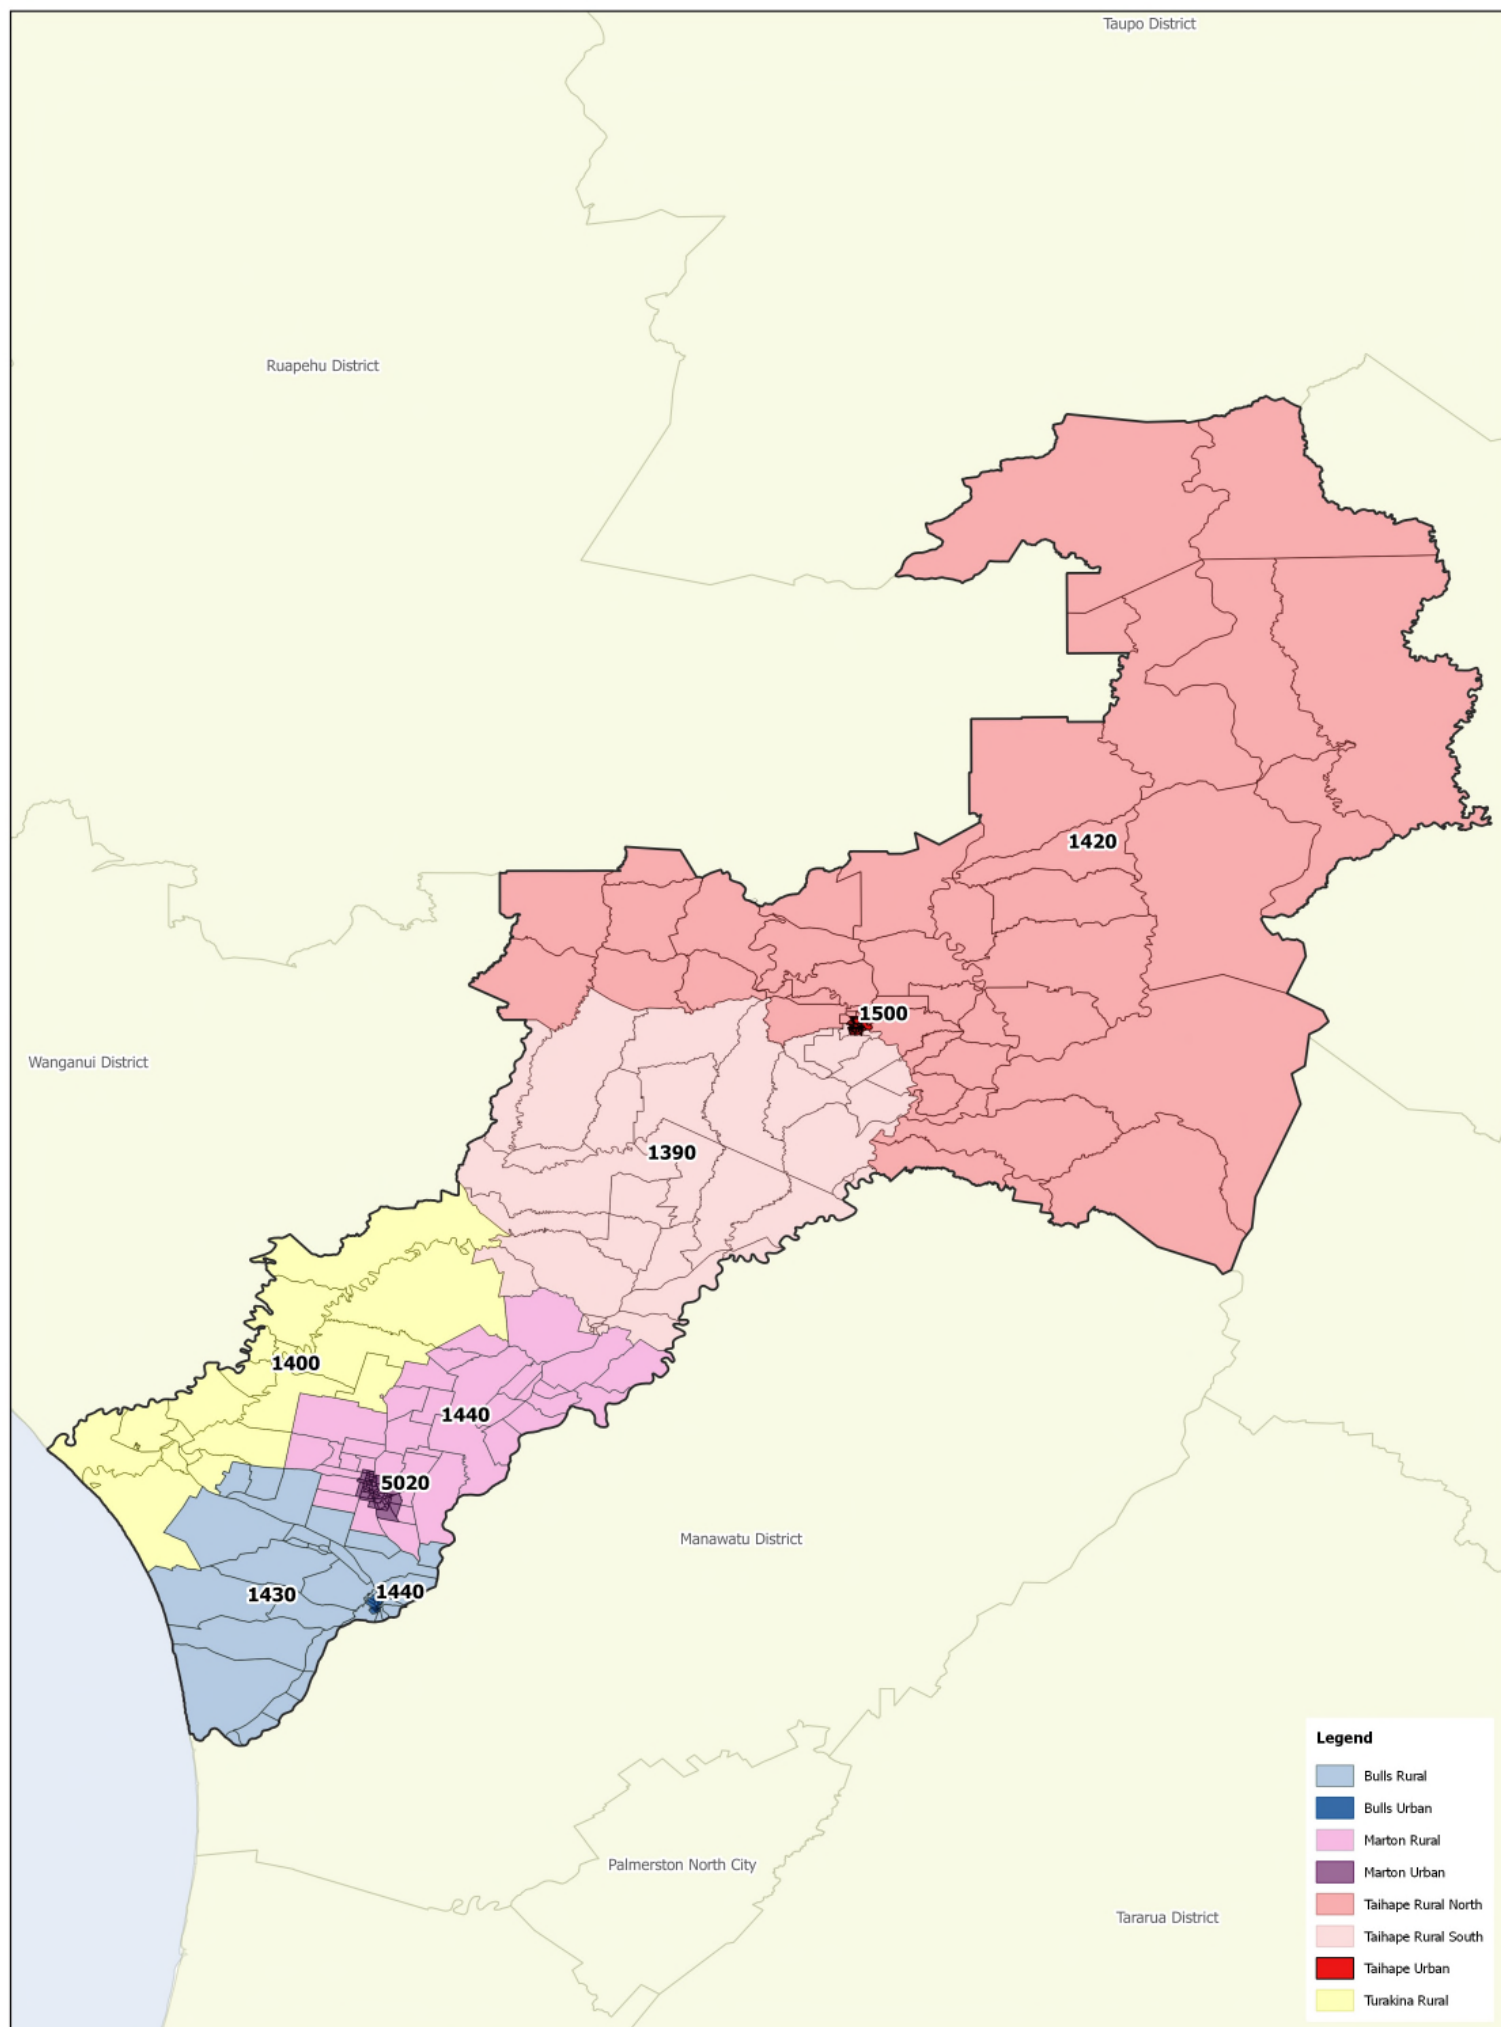 Taupo District
Ruapehu District
1420
1500
Wanganui District
1390
1400
1440
5020
Manawatu District
1430
1440
Legend
Bulls Rural
Bulls Urban
Marton Rural
Marton Urban
Taihape Rural North
Taihape Rural South
Taihape Urban
Turakina Rural
Palmerston North City
Tararua District